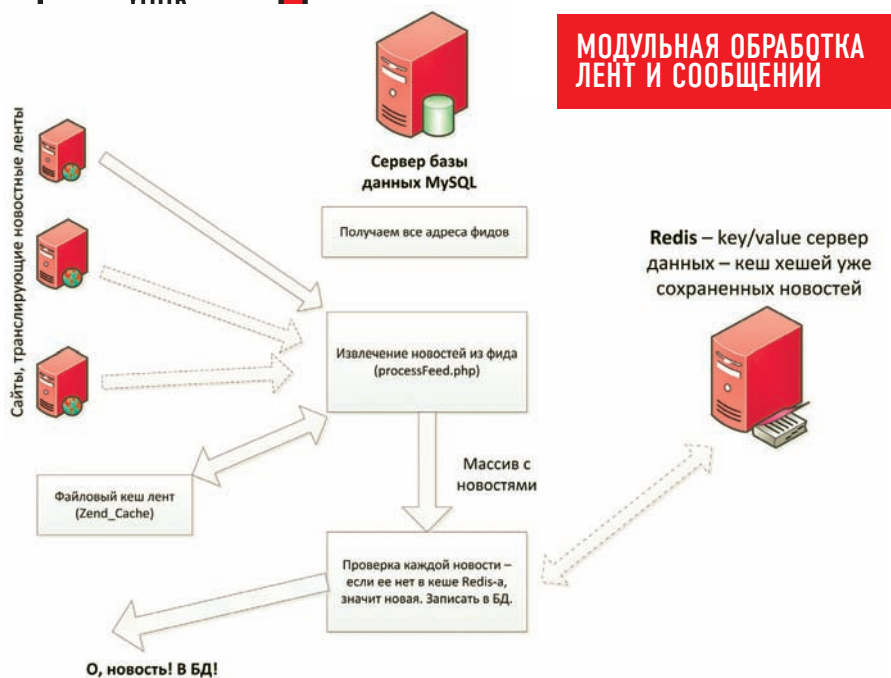 МОДУЛЬНАЯ ОБРАБОТКА
ЛЕНТ И СООБЩЕНИЙ
Сайты, транслирующие новостные ленты
Сервер базы
данных MySQL
Получаем все адреса фидов
Redis – key/value сервер
данных – кеш хешей уже
сохраненных новостей
Извлечение новостей из фида
(processFeed.php)
Массив с
новостями
Файловый кеш лент
(Zend_Cache)
Проверка каждой новости –
если ее нет в кеше Redis-а,
значит новая. Записать в БД.
О, новость! В БД!